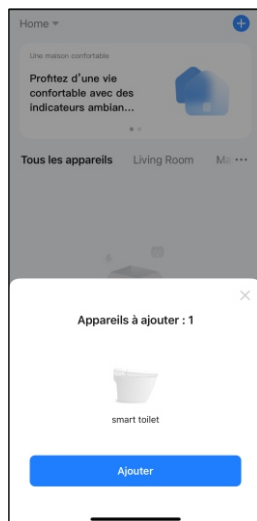 Home
Une maison confortable
Profitez d'une vie
confortable avec des
indicateurs ambian...
Tous les appareils Living Room Ma
Appareils à ajouter : 1
smart toilet
Ajouter